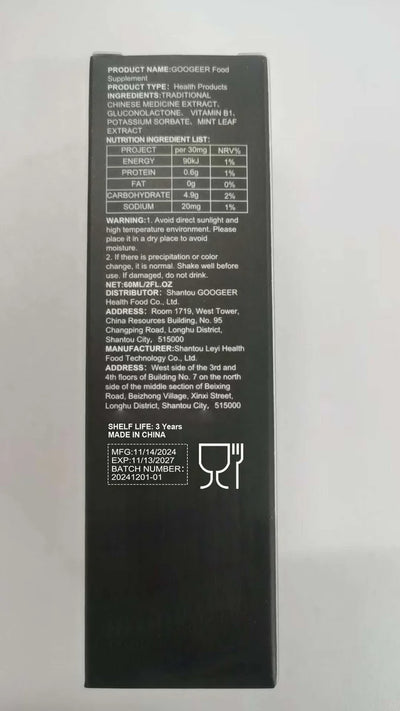 PRODUCT NAME:GOOGEER Food
Supplement
PRODUCT TYPE: Health Products
INGREDIENTS:TRADITIONAL
CHINESE MEDICINE EXTRACT、
GLUCONOLACTONE、 VITAMIN B1、
POTASSIUM SORBATE、MINT LEAF
EXTRACT
NUTRITION INGREDIENT LIST:
PROJECT per 30mg NRV%
ENERGY 90kJ 1%
PROTEIN 0.6g 1%
FAT 0g 0%
CARBOHYDRATE 4.9g 2%
SODIUM 20mg 1%
WARNING:1. Avoid direct sunlight and
high temperature environment. Please
place it in a dry place to avoid
moisture.
2. If there is precipitation or color
change, it is normal. Shake well before
use. If damaged, do not drink.
NET:60ML/2FL.OZ
DISTRIBUTOR: Shantou GOOGEER
Health Food Co., Ltd.
ADDRESS: Room 1719, West Tower,
China Resources Building, No. 95
Changping Road, Longhu District,
Shantou City, 515000
MANUFACTURER:Shantou Leyi Health
Food Technology Co., Ltd.
ADDRESS: West side of the 3rd and
4th floors of Building No. 7 on the north
side of the middle section of Beixing
Road, Beizhong Village, Xinxi Street,
Longhu District, Shantou City, 515000
SHELF LIFE: 3 Years
MADE IN CHINA
MFG:11/14/2024
EXP:11/13/2027
BATCH NUMBER:
20241201-01